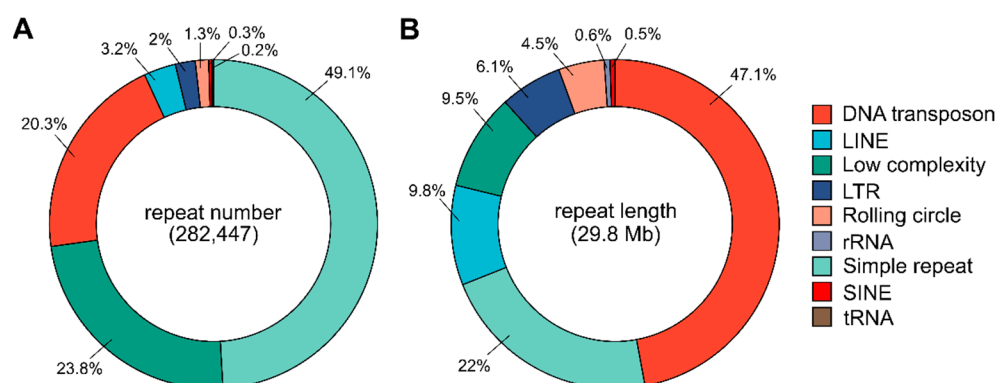 A
3.2%
2%
1.3%
0.3%
0.2%
49.1%
20.3%
23.8%
repeat number
(282,447)
B
9.5%
6.1%
4.5%
0.6%
0.5%
47.1%
9.8%
22%
repeat length
(29.8 Mb)
DNA transposon
LINE
Low complexity
LTR
Rolling circle
rRNA
Simple repeat
SINE
tRNA